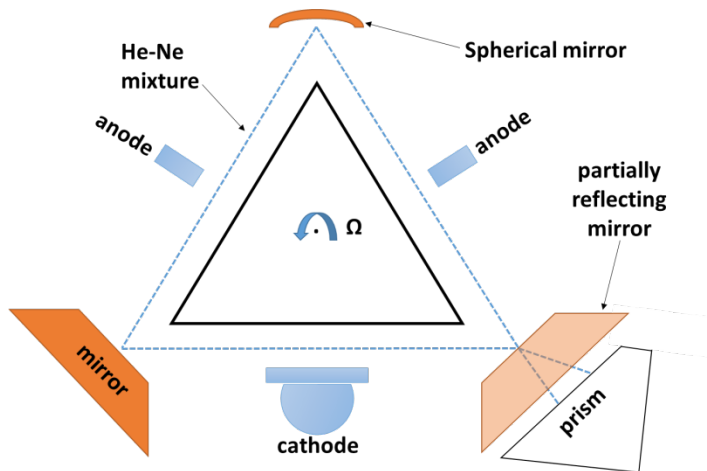 He-Ne
mixture
Spherical mirror
anode
anode
partially
reflecting
mirror
Ω
mirror
prism
cathode